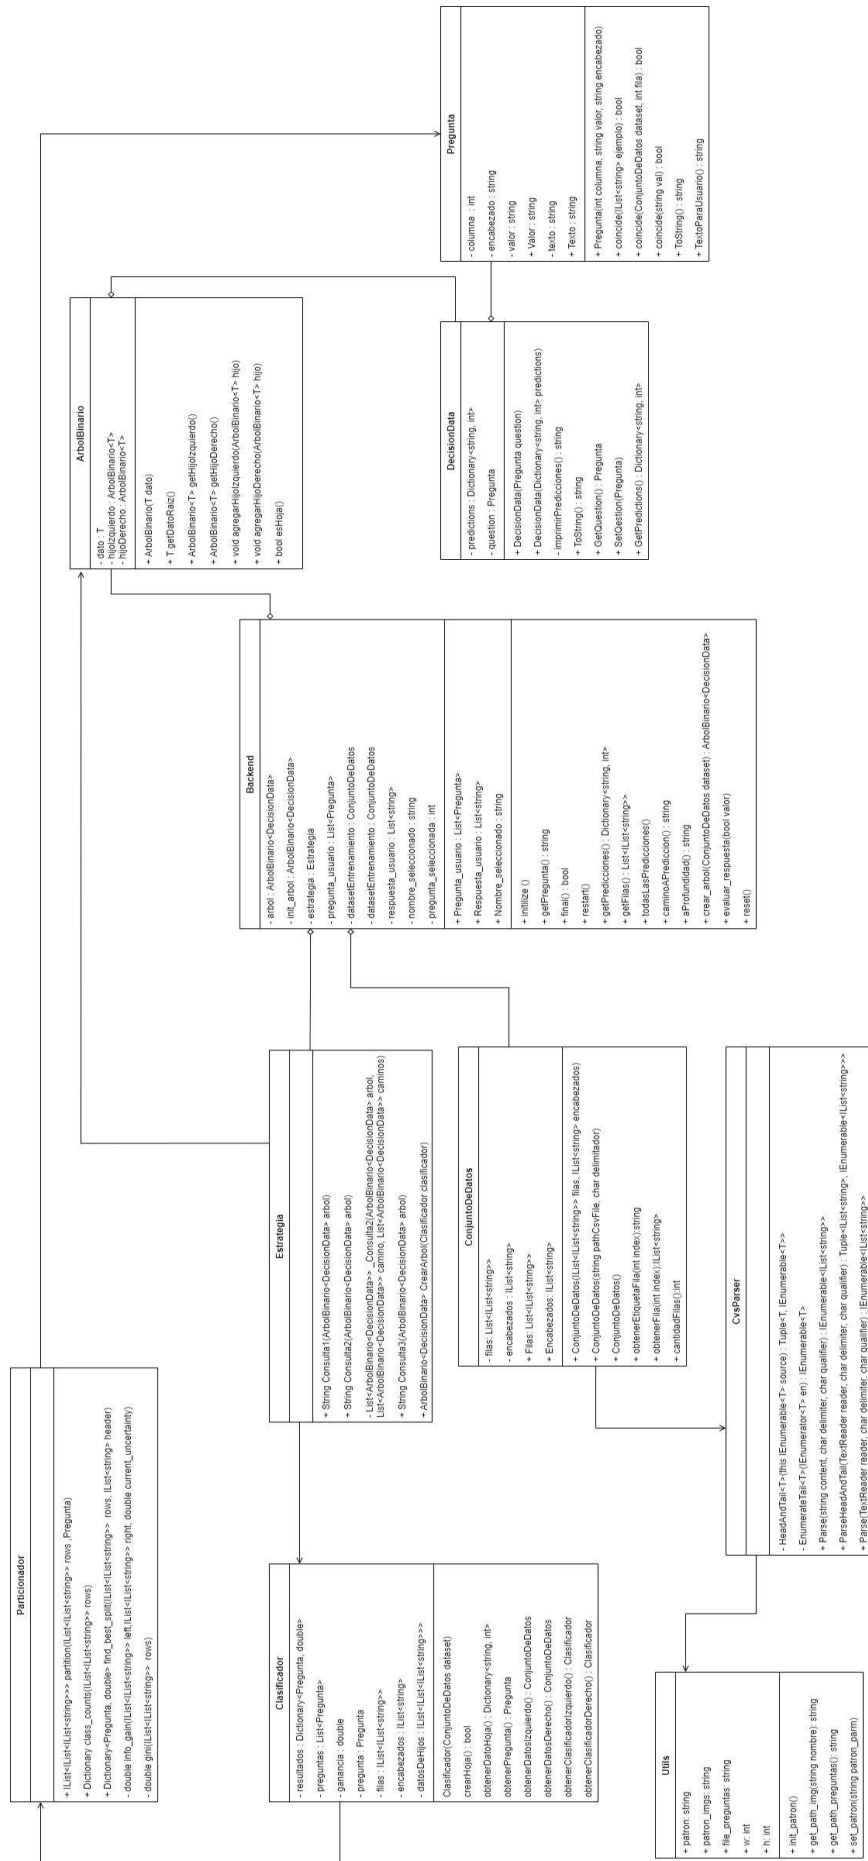 Particionador
+ IList<IList<IList<string>>> partition(IList<IList<string>> rows ,Pregunta)
+ Dictionary class_counts(IList<IList<string>> rows)
+ Dictionary<Pregunta, double> find_best_split(IList<IList<string>> rows, IList<string> header)
- double info_gain(IList<IList<string>> left,IList<IList<string>> right, double current_uncertainty)
- double gini(IList<IList<string>> rows)
Clasificador
- resultados : Dictionary<Pregunta, double>
- preguntas : List<Pregunta>
- ganancia : double
- pregunta : Pregunta
- filas : IList<IList<string>>
- encabezados : IList<string>
- datosDeHijos : IList<IList<IList<string>>>
Clasificador(ConjuntoDeDatos dataset)
crearHoja() : bool
obtenerDatoHoja() : Dictionary<string, int>
obtenerPregunta() : Pregunta
obtenerDatosIzquierdo() : ConjuntoDeDatos
obtenerDatosDerecho() : ConjuntoDeDatos
obtenerClasificadorIzquierdo() : Clasificador
obtenerClasificadorDerecho() : Clasificador
Utils
+ patron: string
+ patron_imgs: string
+ file_preguntas: string
+ w: int
+ h: int
+ init_patron()
+ get_path_img(string nombre): string
+ get_path_preguntas(): string
+ set_patron(string patron_parm)
Estrategia
+ String Consulta1(ArbolBinario<DecisionData> arbol)
+ String Consulta2(ArbolBinario<DecisionData> arbol)
- List<ArbolBinario<DecisionData>> _Consulta2(ArbolBinario<DecisionData> arbol,
List<ArbolBinario<DecisionData>> camino, List<ArbolBinario<DecisionData>> caminos)
+ String Consulta3(ArbolBinario<DecisionData> arbol)
+ ArbolBinario<DecisionData> CrearArbol(Clasificador clasificador)
ConjuntoDeDatos
- filas: List<IList<string>>
- encabezados : IList<string>
+ Filas: List<IList<string>>
+ Encabezados: IList<string>
+ ConjuntoDeDatos(IList<IList<string>> filas, IList<string> encabezados)
+ ConjuntoDeDatos(string pathCsvFile, char delimitador)
+ ConjuntoDeDatos()
+ obtenerEtiquetaFila(int index):string
+ obtenerFila(int index):IList<string>
+ cantidadFilas():int
CvsParser
- HeadAndTail<T>(this IEnumerable<T> source) : Tuple<T, IEnumerable<T>>
- EnumerateTail<T>(IEnumerator<T> en) : IEnumerable<T>
+ Parse(string content, char delimiter, char qualifier) : IEnumerable<IList<string>>
+ ParseHeadAndTail(TextReader reader, char delimiter, char qualifier) : Tuple<IList<string>, IEnumerable<IList<string>>>
+ Parse(TextReader reader, char delimiter, char qualifier) : IEnumerable<IList<string>>
Backend
- arbol : ArbolBinario<DecisionData>
- init_arbol : ArbolBinario<DecisionData>
- estrategia : Estrategia
- pregunta_usuario : List<Pregunta>
- datasetEntrenamiento : ConjuntoDeDatos
- datasetEntrenamiento : ConjuntoDeDatos
- respuesta_usuario : List<string>
- nombre_seleccionado : string
- pregunta_seleccionada : int
+ Pregunta_usuario : List<Pregunta>
+ Respuesta_usuario : List<string>
+ Nombre_seleccionado : string
+ initilize ()
+ getPregunta() : string
+ final() : bool
+ restart()
+ getPredicciones() : Dictionary<string, int>
+ getFilas() : List<IList<string>>
+ todasLasPredicciones()
+ caminoAPrediccion() : string
+ aProfundidad() : string
+ crear_arbol(ConjuntoDeDatos dataset) : ArbolBinario<DecisionData>
+ evaluar_respuesta(bool valor)
+ reset()
ArbolBinario
- dato : T
- hijoIzquierdo : ArbolBinario<T>
- hijoDerecho : ArbolBinario<T>
+ ArbolBinario(T dato)
+ T getDatoRaiz()
+ ArbolBinario<T> getHijoIzquierdo()
+ ArbolBinario<T> getHijoDerecho()
+ void agregarHijoIzquierdo(ArbolBinario<T> hijo)
+ void agregarHijoDerecho(ArbolBinario<T> hijo)
+ bool esHoja()
DecisionData
- predictions : Dictionary<string, int>
- question : Pregunta
+ DecisionData(Pregunta question)
+ DecisionData(Dictionary<string, int> predictions)
- imprimirPredicciones() : string
+ ToString() : string
+ GetQuestion() : Pregunta
+ SetQestion(Pregunta)
+ GetPredictions() : Dictionary<string, int>
Pregunta
- columna : int
- encabezado : string
- valor : string
+ Valor : string
- texto : string
+ Texto : string
+ Pregunta(int columna, string valor, string encabezado)
+ coincide(IList<string> ejemplo) : bool
+ coincide(ConjuntoDeDatos dataset, int fila) : bool
+ coincide(string val) : bool
+ ToString() : string
+ TextoParaUsuario() : string